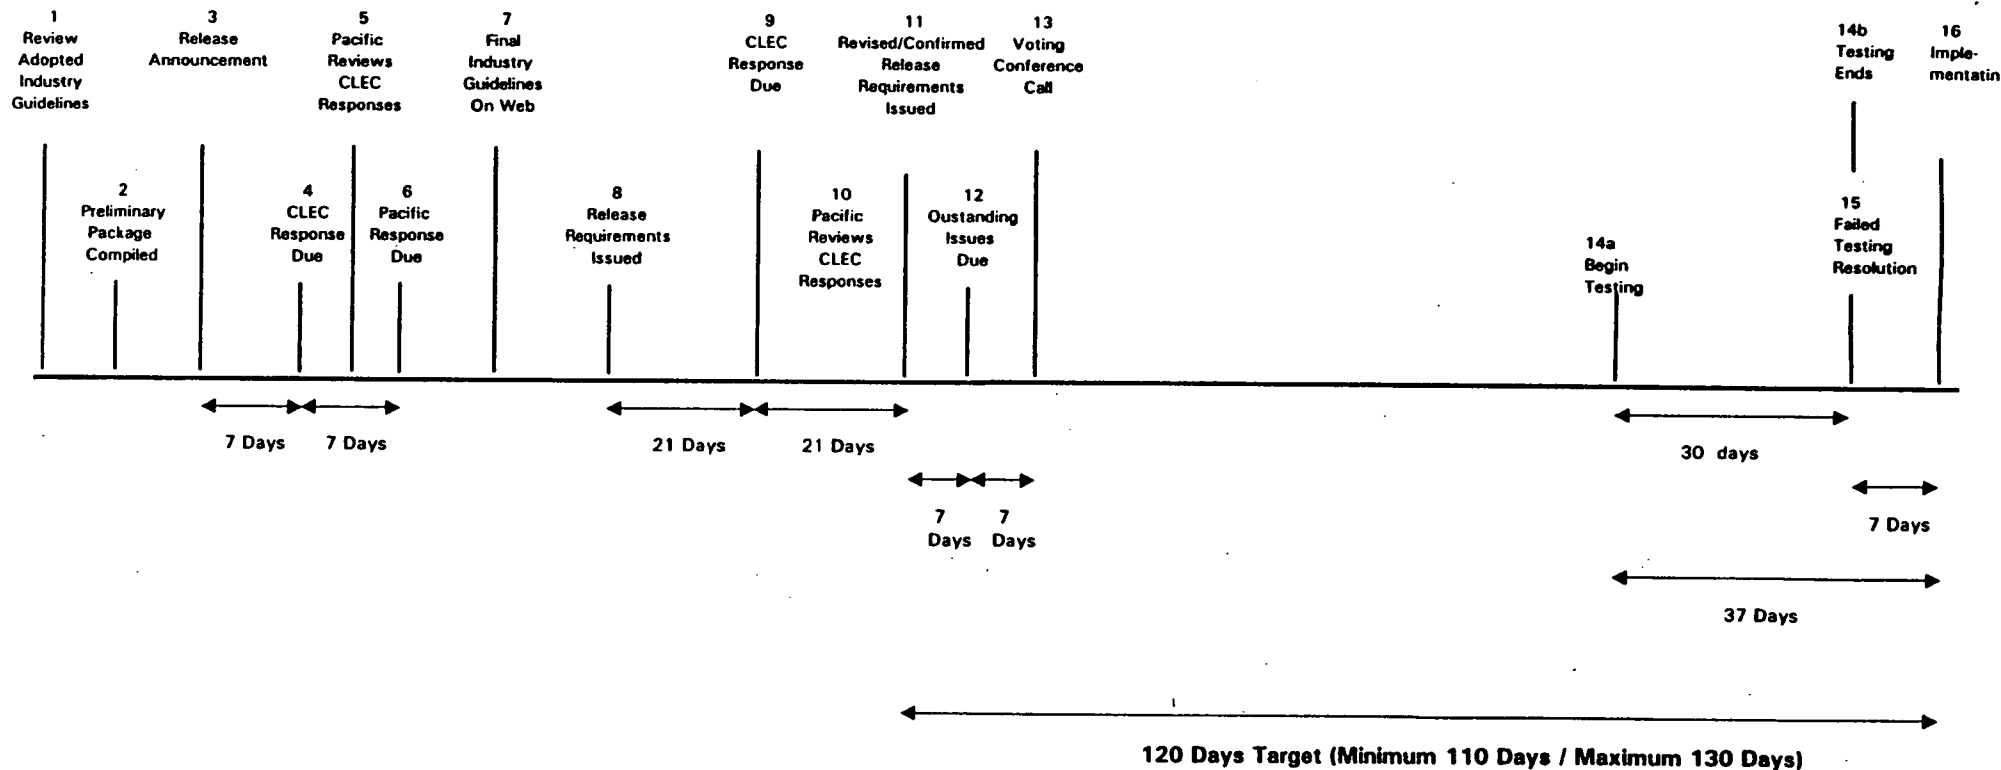 1
Review
Adopted
Industry
Guidelines
2
Preliminary
Package
Compiled
3
Release
Announcement
4
CLEC
Response
Due
5
Pacific
Reviews
CLEC
Responses
6
Pacific
Response
Due
7
Final
Industry
Guidelines
On Web
8
Release
Requirements
Issued
9
CLEC
Response
Due
10
Pacific
Reviews
CLEC
Responses
11
Revised/Confirmed
Release
Requirements
Issued
12
Oustanding
Issues
Due
13
Voting
Conference
Call
14a
Begin
Testing
14b
Testing
Ends
15
Failed
Testing
Resolution
16
Imple-
mentatin
7 Days
7 Days
21 Days
21 Days
7
Days
7
Days
30 days
7 Days
37 Days
120 Days Target (Minimum 110 Days / Maximum 130 Days)